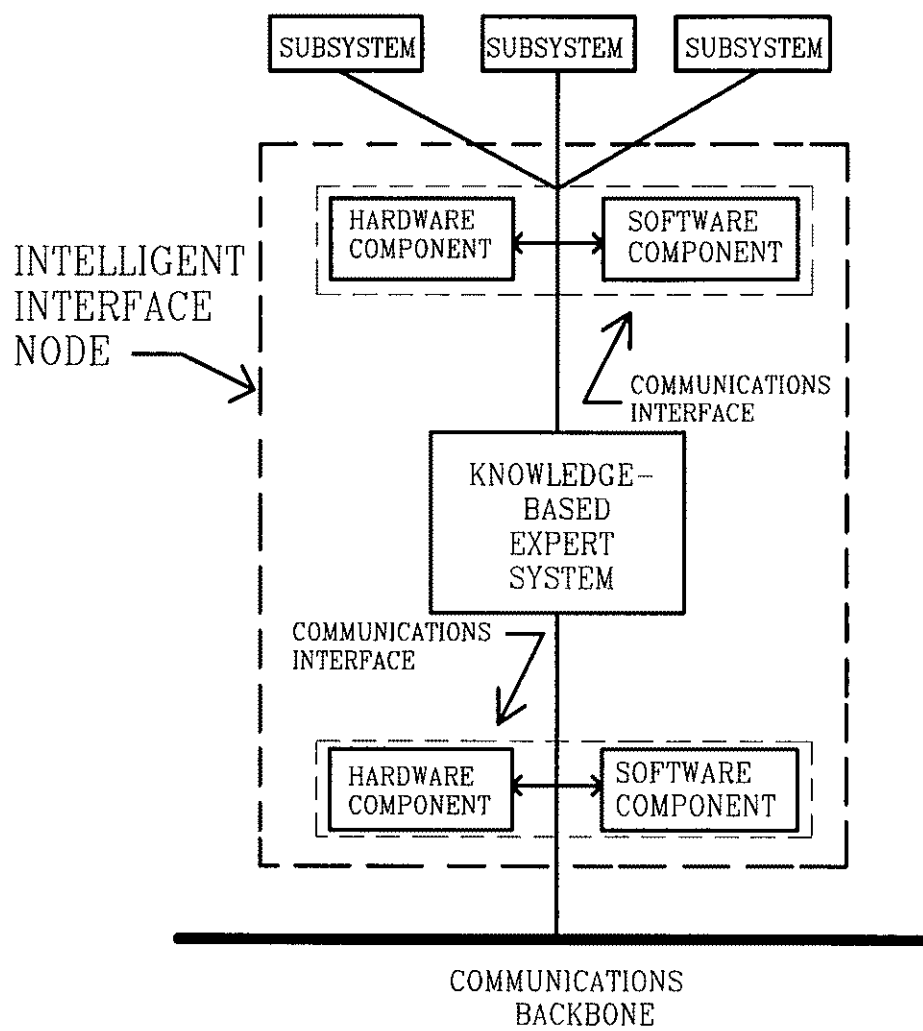 SUBSYSTEM
SUBSYSTEM
SUBSYSTEM
HARDWARE
COMPONENT
SOFTWARE
COMPONENT
INTELLIGENT
INTERFACE
NODE
COMMUNICATIONS
INTERFACE
KNOWLEDGE-
BASED
EXPERT
SYSTEM
COMMUNICATIONS
INTERFACE
HARDWARE
COMPONENT
SOFTWARE
COMPONENT
COMMUNICATIONS
BACKBONE